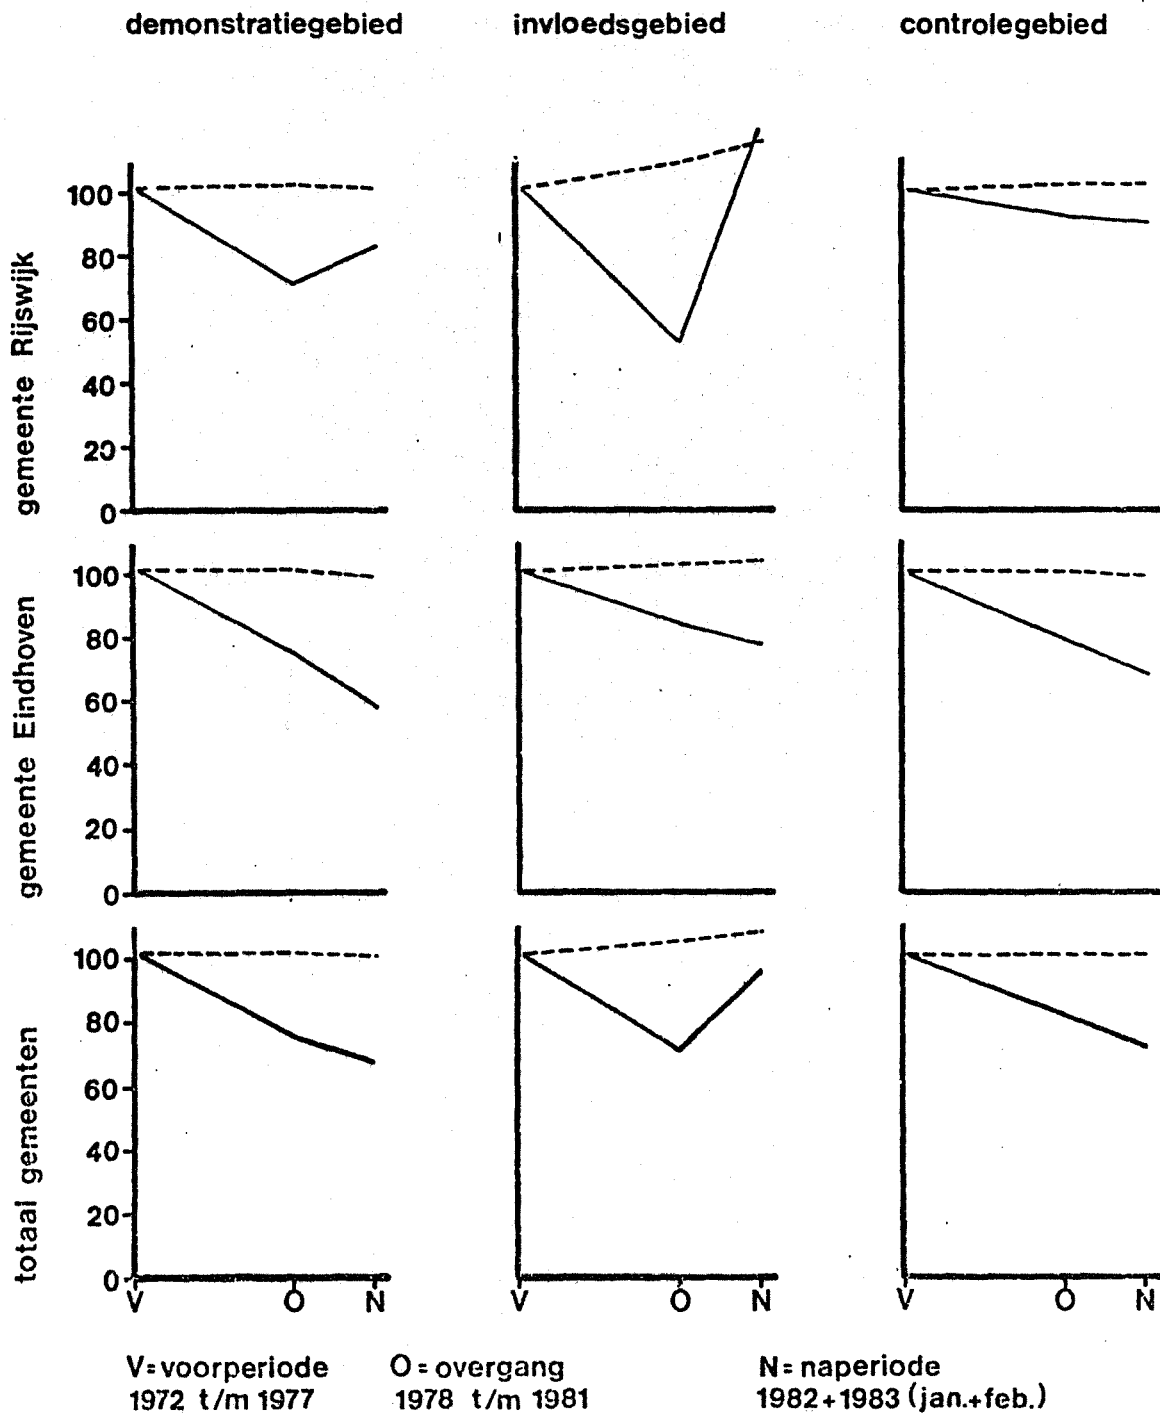 demonstratiegebied invloedsgebied controlegebied
gemeente Rijswijk
100
80
60
40
20
0
gemeente Eindhoven
100
80
60
40
20
0
totaal gemeenten
100
80
60
40
20
0
V O N V O N V O N
V=voorperiode O=overgang N=naperiode
1972 t/m 1977 1978 t/m 1981 1982+1983 (jan.+feb.)